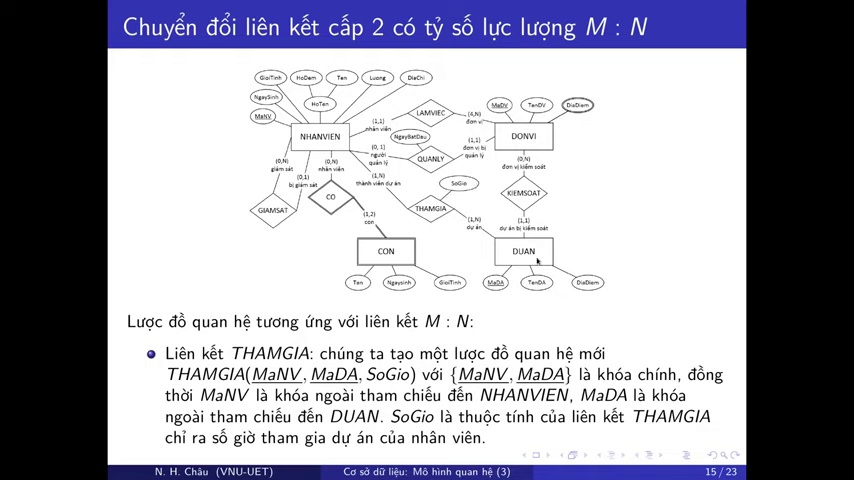 Chuyển đổi liên kết cấp 2 có tỷ số lực lượng M : N
GioiTinh HoDem Ten Luong DiaChi
NgaySinh HoTen
MaNV
NHANVIEN
(1,1)
nhân viên
LAMVIEC
(4,N)
đơn vị
MaDV TenDV DiaDiem
DONVI
(0, 1)
người
quản lý
NgayBatDau
QUANLY
(1,1)
đơn vị bị
quản lý
(0,N)
giám sát
(0,1)
bị giám sát
GIAMSAT
(0,N)
nhân viên
CO
(1,2)
con
CON
Ten Ngaysinh GioiTinh
(1,N)
thành viên dự án
SoGio
THAMGIA
(1,N)
dự án
(0,N)
đơn vị kiểm soát
KIEMSOAT
(1,1)
dự án bị kiểm soát
DUAN
MaDA TenDA DiaDiem
Lược đồ quan hệ tương ứng với liên kết M : N:
Liên kết THAMGIA: chúng ta tạo một lược đồ quan hệ mới
THAMGIA(MaNV, MaDA, SoGio) với {MaNV, MaDA} là khóa chính, đồng
thời MaNV là khóa ngoài tham chiếu đến NHANVIEN, MaDA là khóa
ngoài tham chiếu đến DUAN. SoGio là thuộc tính của liên kết THAMGIA
chỉ ra số giờ tham gia dự án của nhân viên.
N. H. Châu (VNU-UET) Cơ sở dữ liệu: Mô hình quan hệ (3) 15 / 23